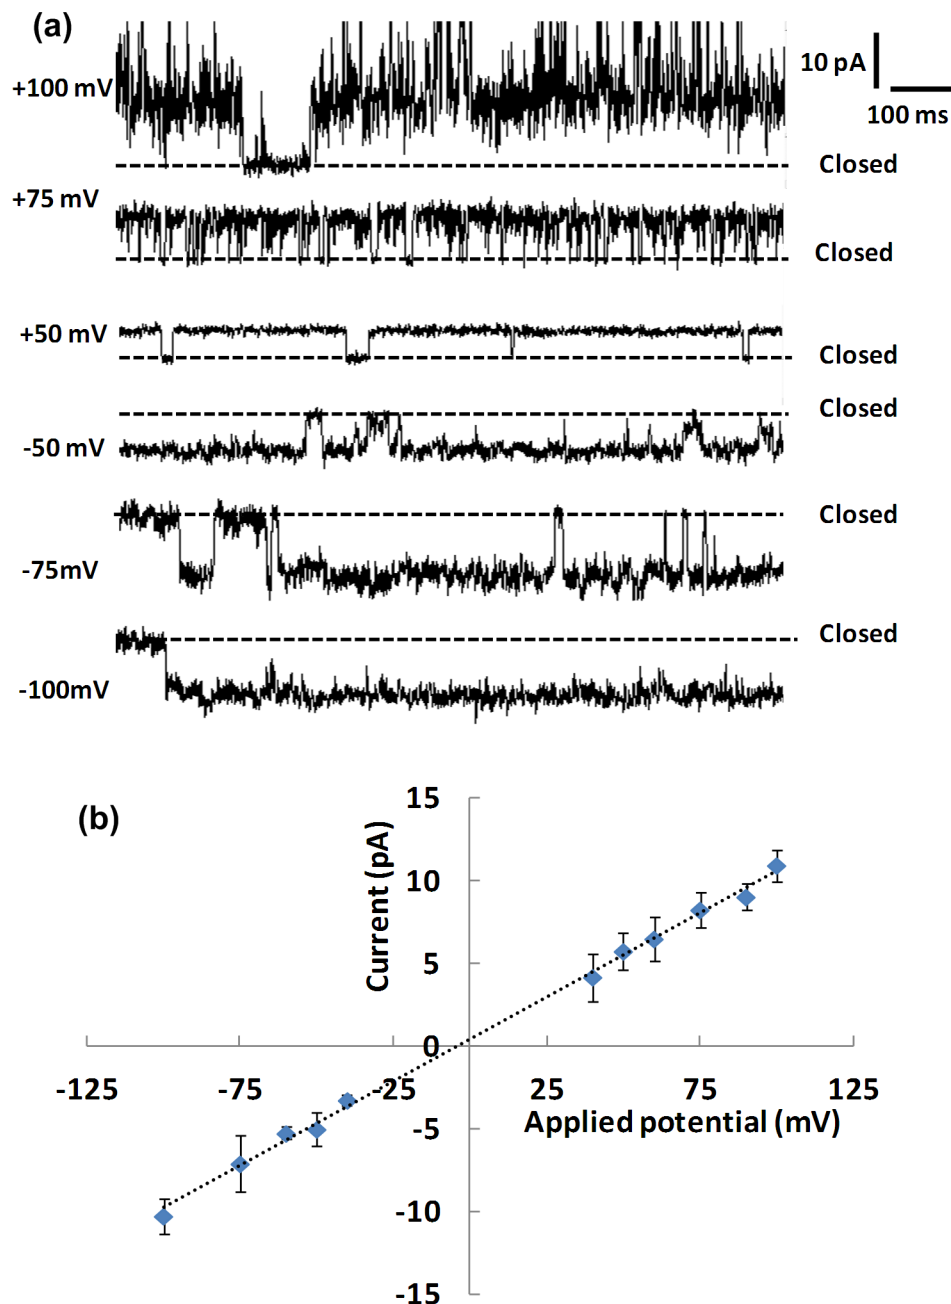 (a)
+100 mV
10 pA
100 ms
Closed
+75 mV
Closed
+50 mV
Closed
Closed
-50 mV
Closed
-75mV
Closed
-100mV
(b)
Current (pA)
15
10
5
0
-5
-10
-15
-125 -75 -25 25 75 125
Applied potential (mV)